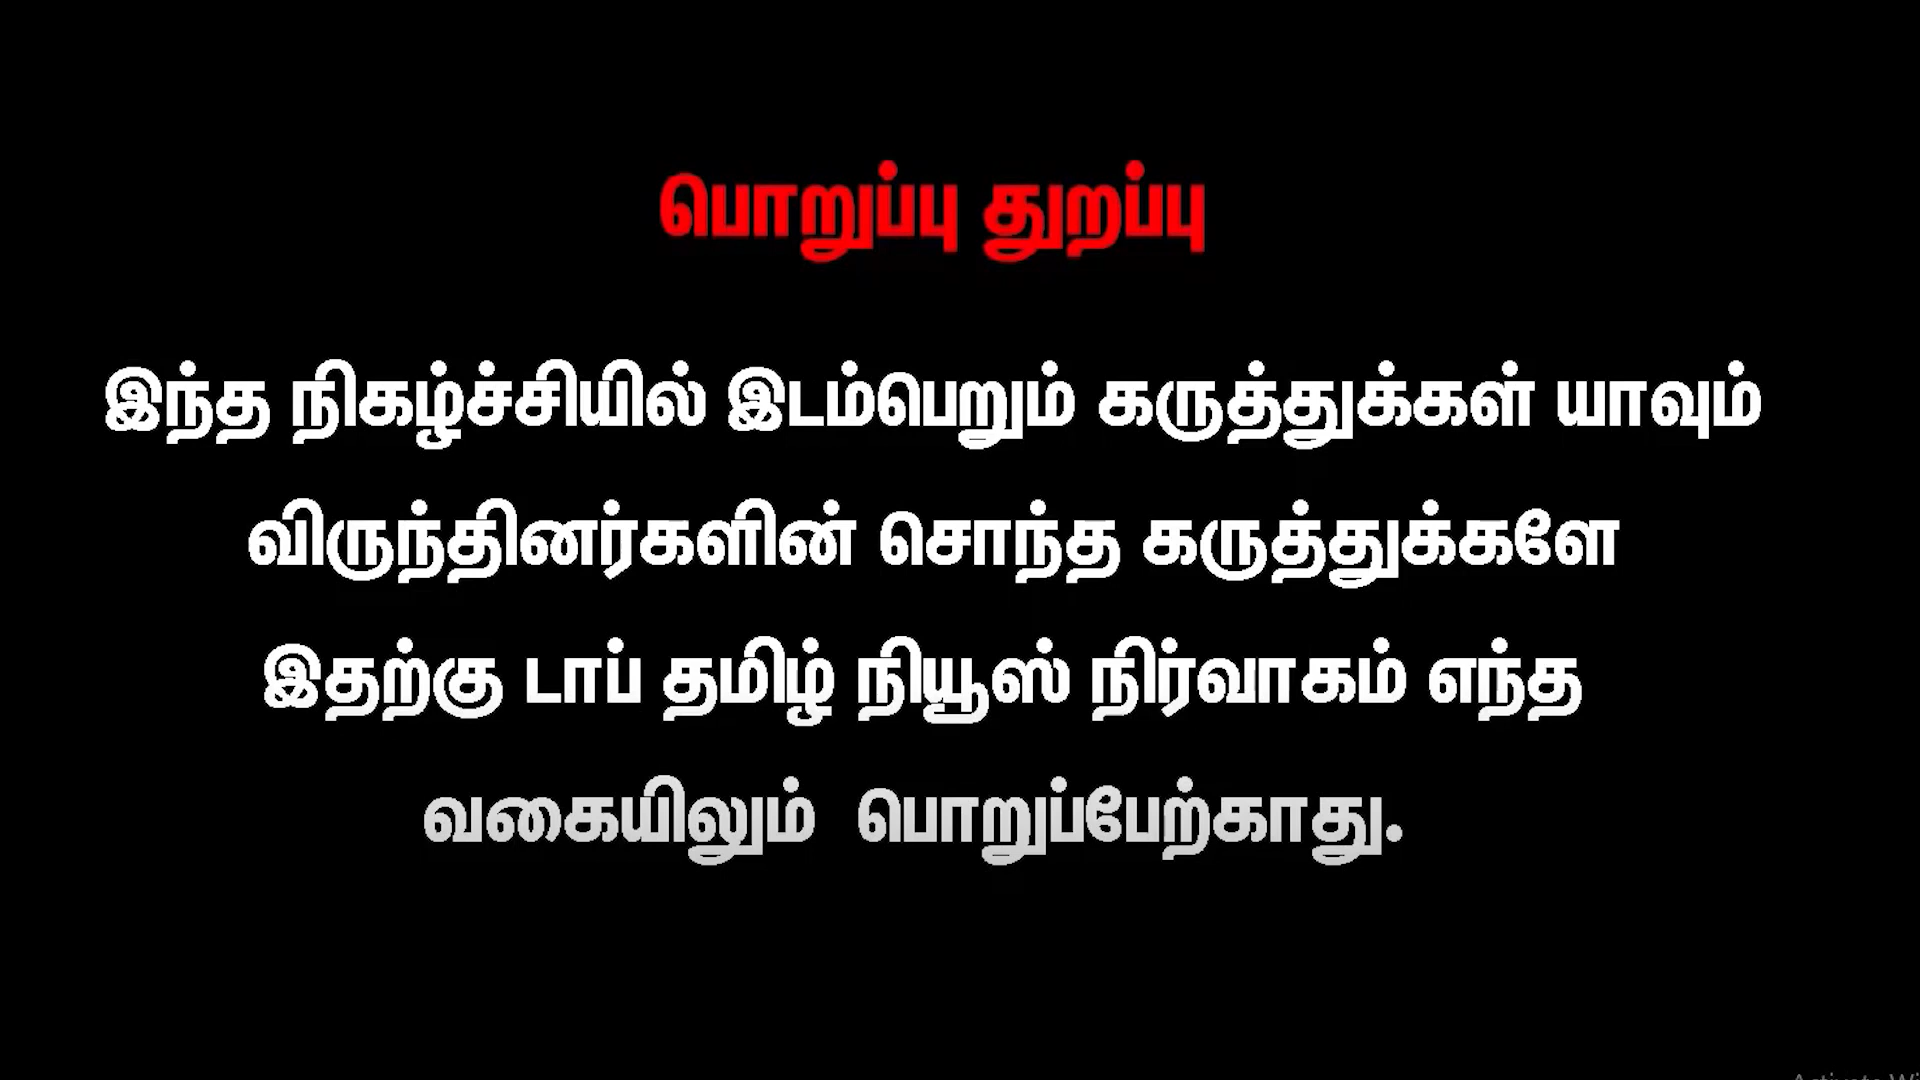 பொறுப்பு துறப்பு
இந்த நிகழ்ச்சியில் இடம்பெறும் கருத்துக்கள் யாவும்
விருந்தினர்களின் சொந்த கருத்துக்களே
இதற்கு டாப் தமிழ் நியூஸ் நிர்வாகம் எந்த
வகையிலும் பொறுப்பேற்காது.